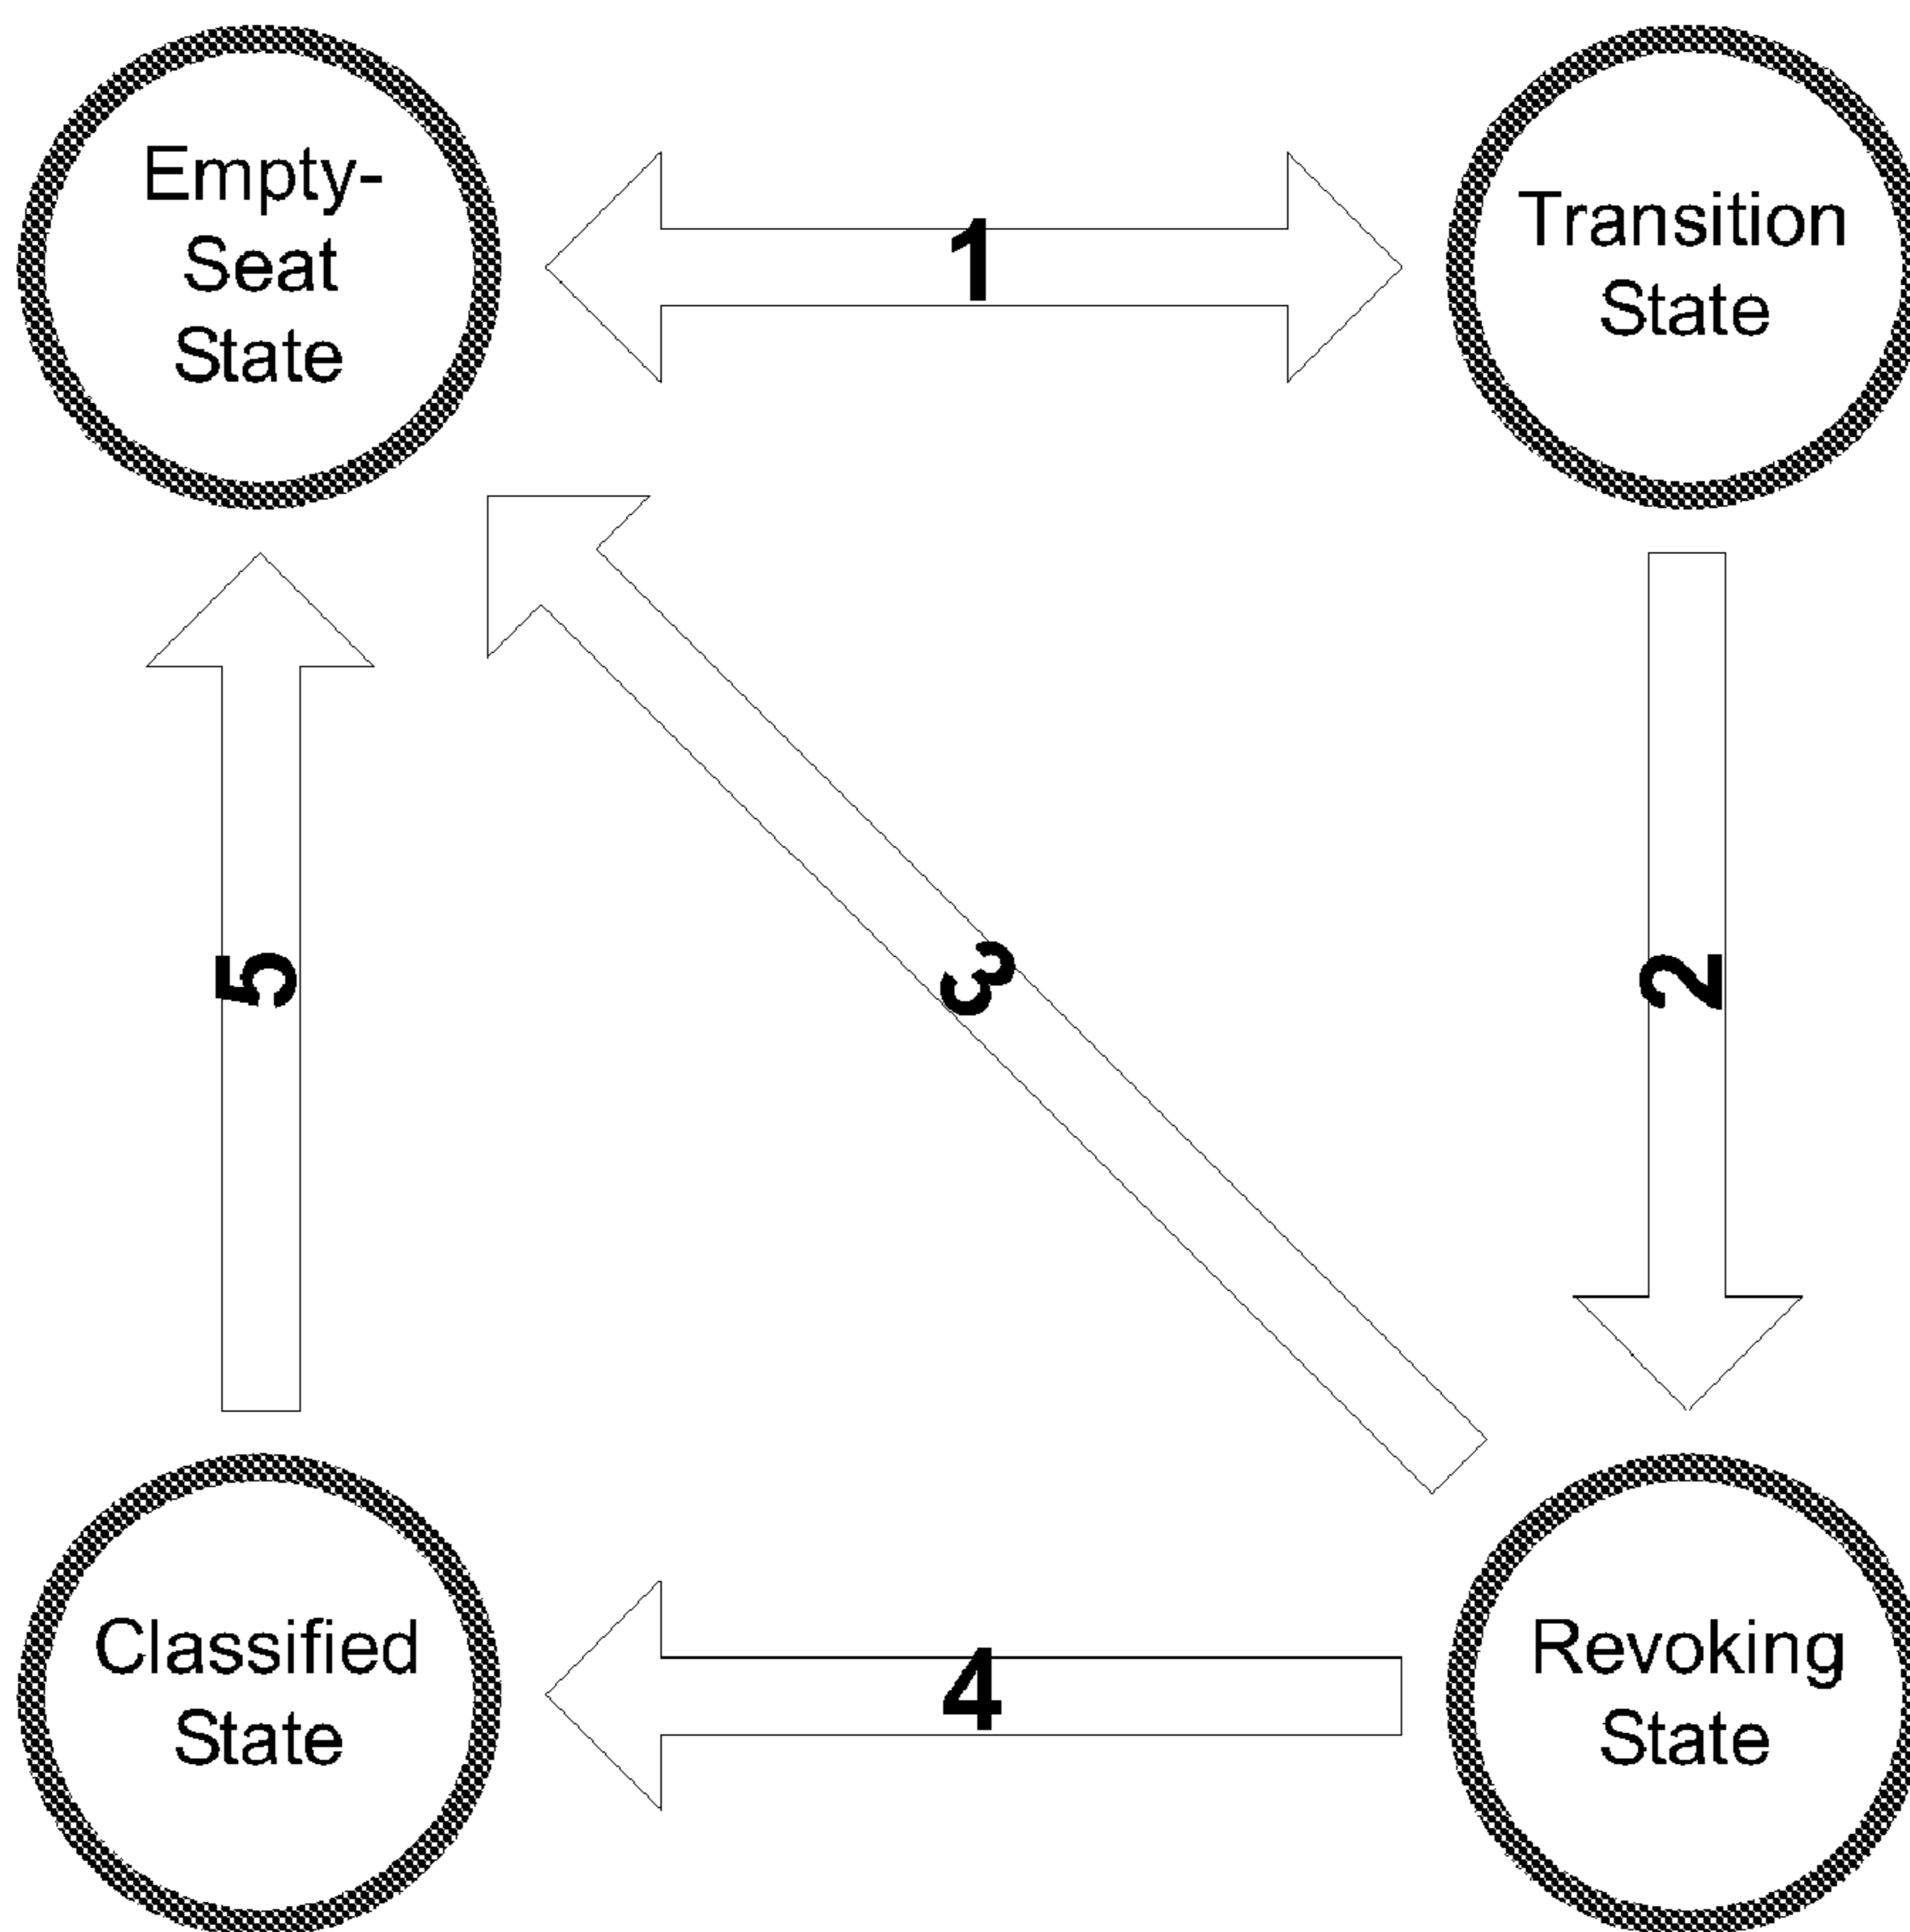 Empty-
Seat
State
1
Transition
State
5
3
2
Classified
State
4
Revoking
State